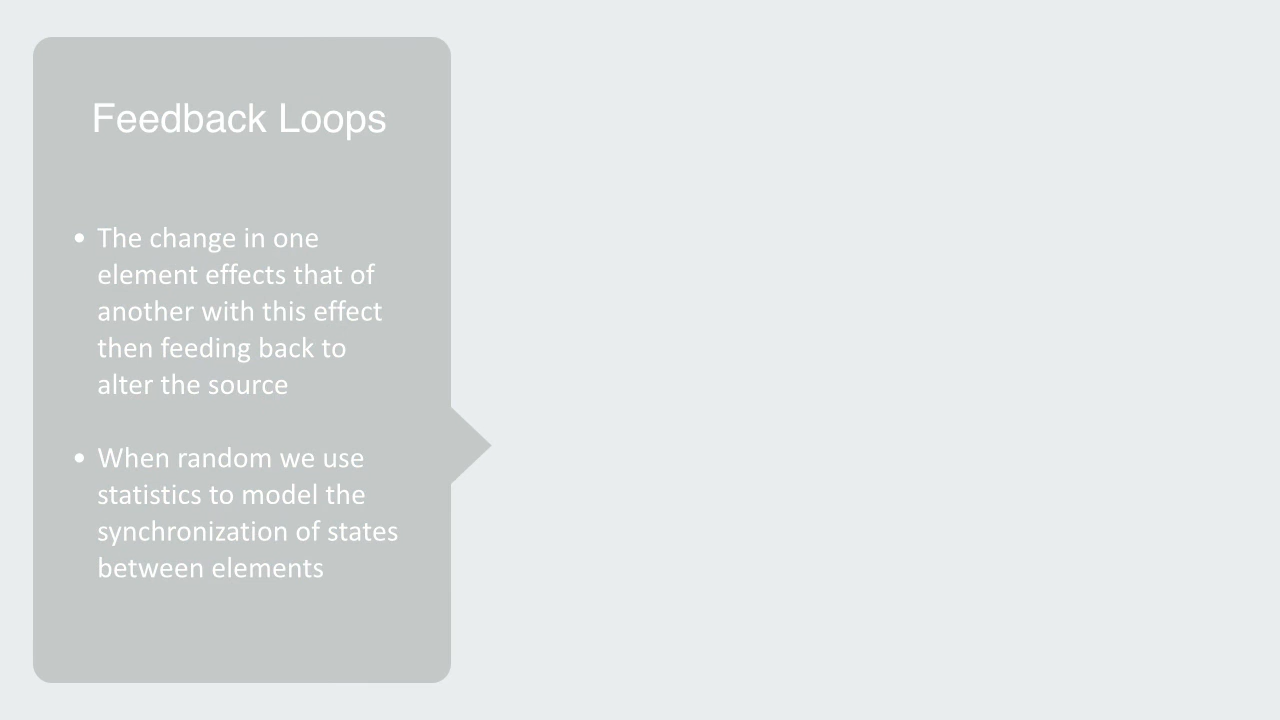 Feedback Loops
• The change in one
element effects that of
another with this effect
then feeding back to
alter the source
• When random we use
statistics to model the
synchronization of states
between elements